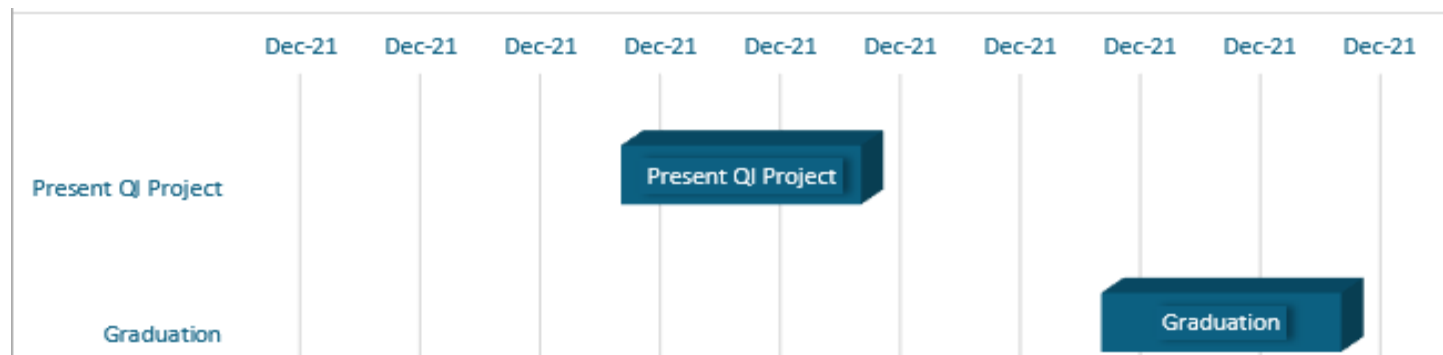 Dec-21 Dec-21 Dec-21 Dec-21 Dec-21 Dec-21 Dec-21 Dec-21 Dec-21 Dec-21
Present QI Project
Present QI Project
Graduation
Graduation